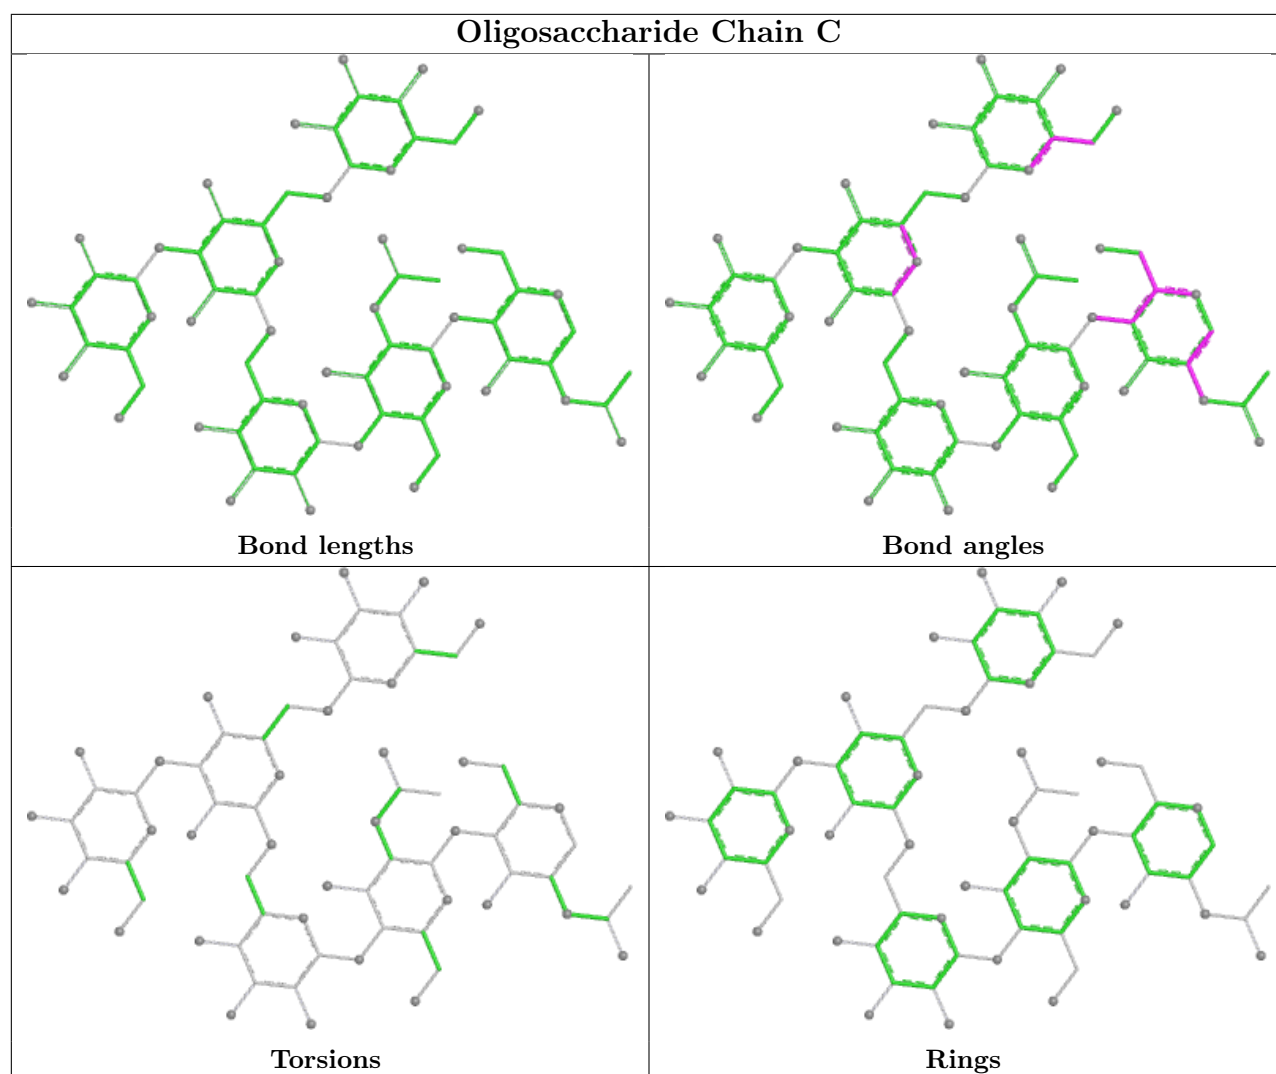 Oligosaccharide Chain C
Bond lengths
Bond angles
Torsions
Rings